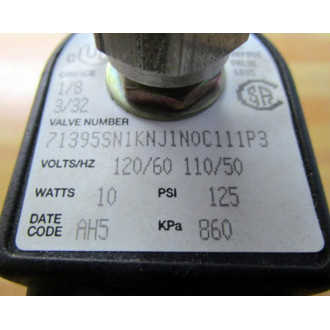 ORIFICE
1/8
3/32
VALVE
VALVE NUMBER
71395SN1KNJ1N0C111P3
VOLTS/HZ 120/60 110/50
WATTS 10 PSI 125
DATE CODE AH5 KPa 860